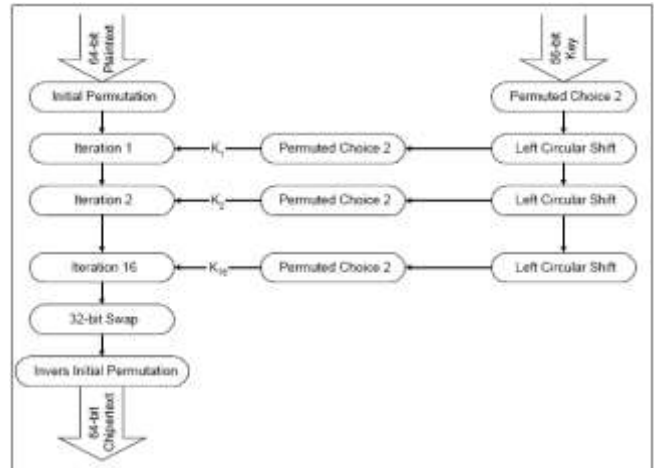 64-bit
Plaintext
56-bit
Key
Initial Permutation
Permuted Choice 2
Iteration 1
K1
Permuted Choice 2
Left Circular Shift
Iteration 2
K2
Permuted Choice 2
Left Circular Shift
Iteration 16
K16
Permuted Choice 2
Left Circular Shift
32-bit Swap
Invers Initial Permutation
64-bit
Chipertext